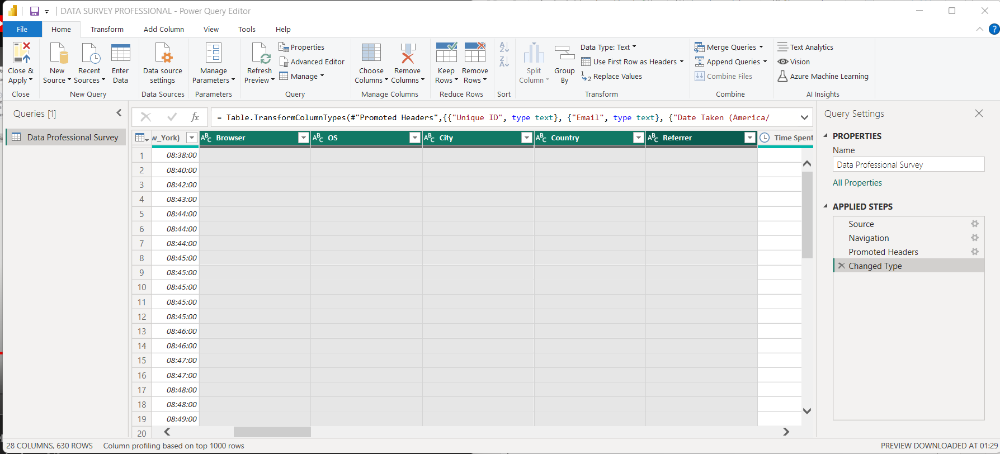 DATA SURVEY PROFESSIONAL - Power Query Editor
File Home Transform Add Column View Tools Help
Close & Apply
Close
New Source
Recent Sources
Enter Data
New Query
Data source settings
Data Sources
Manage Parameters
Parameters
Refresh Preview
Properties
Advanced Editor
Manage
Query
Choose Columns
Remove Columns
Manage Columns
Keep Rows
Remove Rows
Reduce Rows
Sort
Split Column
Group By
Data Type: Text
Use First Row as Headers
Replace Values
Transform
Merge Queries
Append Queries
Combine Files
Combine
Text Analytics
Vision
Azure Machine Learning
AI Insights
Queries [1]
Data Professional Survey
fx
= Table.TransformColumnTypes(#"Promoted Headers",{{"Unique ID", type text}, {"Email", type text}, {"Date Taken (America/
w_York) Browser OS City Country Referrer Time Spent
1 08:38:00
2 08:40:00
3 08:42:00
4 08:43:00
5 08:44:00
6 08:44:00
7 08:44:00
8 08:45:00
9 08:45:00
10 08:45:00
11 08:45:00
12 08:45:00
13 08:46:00
14 08:46:00
15 08:47:00
16 08:47:00
17 08:48:00
18 08:48:00
19 08:49:00
20
Query Settings
PROPERTIES
Name
Data Professional Survey
All Properties
APPLIED STEPS
Source
Navigation
Promoted Headers
Changed Type
28 COLUMNS, 630 ROWS Column profiling based on top 1000 rows
PREVIEW DOWNLOADED AT 01:29